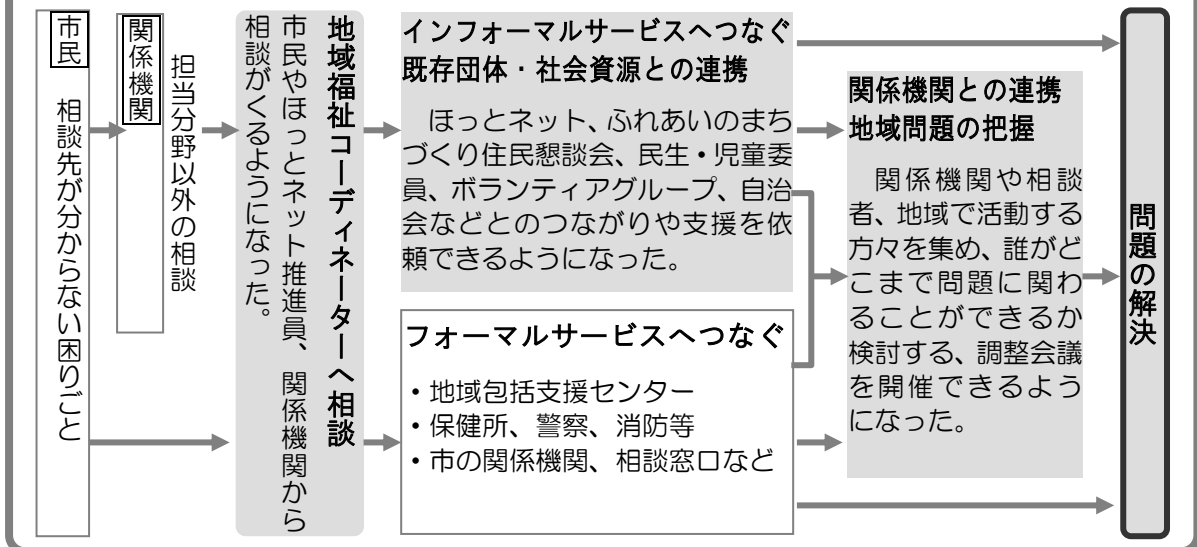 市民
相談先が分からない困りごと
関係機関
担当分野以外の相談
地域福祉コーディネーターへ相談
市民やほっとネット推進員、関係機関から
相談がくるようになった。
インフォーマルサービスへつなぐ
既存団体・社会資源との連携
ほっとネット、ふれあいのまち
づくり住民懇談会、民生・児童委
員、ボランティアグループ、自治
会などとのつながりや支援を依
頼できるようになった。
フォーマルサービスへつなぐ
・地域包括支援センター
・保健所、警察、消防等
・市の関係機関、相談窓口など
関係機関との連携
地域問題の把握
関係機関や相談
者、地域で活動する
方々を集め、誰がど
こまで問題に関わ
ることができるか
検討する、調整会議
を開催できるよう
になった。
問題の解決